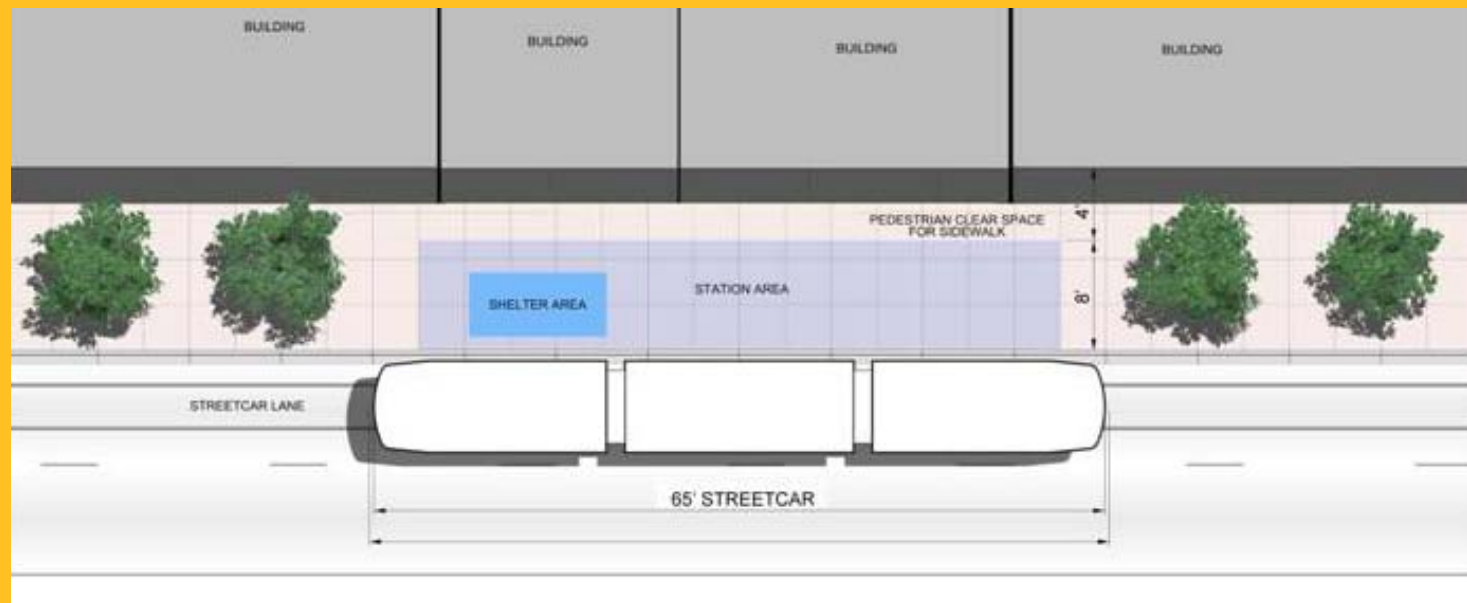 BUILDING
BUILDING
BUILDING
BUILDING
4'
PEDESTRIAN CLEAR SPACE
FOR SIDEWALK
STATION AREA
SHELTER AREA
8'
STREETCAR LANE
65' STREETCAR